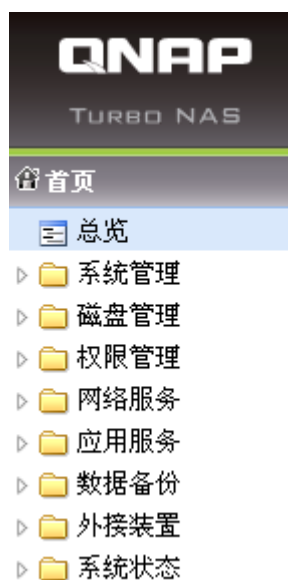 QNAP
TURBO NAS
首页
总览
系统管理
磁盘管理
权限管理
网络服务
应用服务
数据备份
外接装置
系统状态